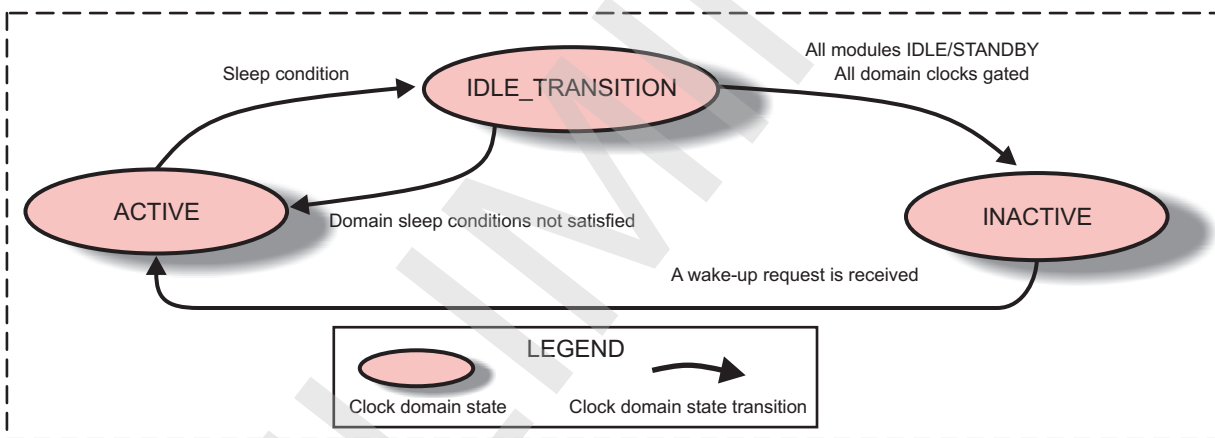 Sleep condition
IDLE_TRANSITION
All modules IDLE/STANDBY
All domain clocks gated
ACTIVE
Domain sleep conditions not satisfied
INACTIVE
A wake-up request is received
LEGEND
Clock domain state
Clock domain state transition